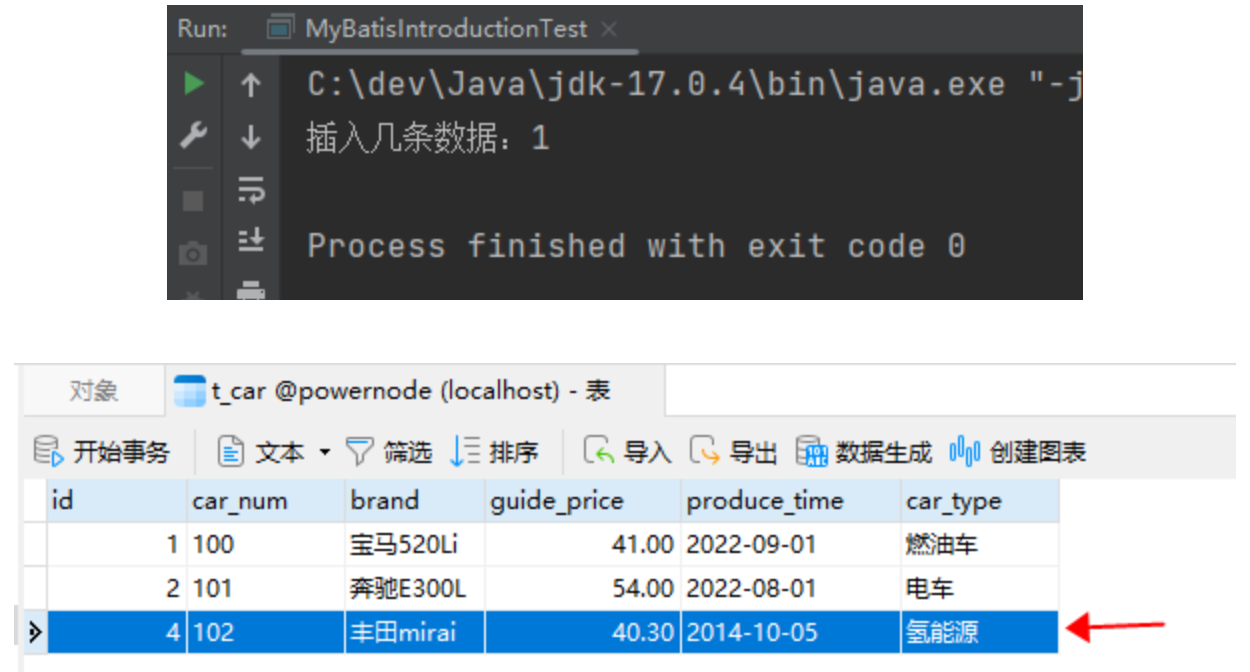 Run: MyBatisIntroductionTest
C:\dev\Java\jdk-17.0.4\bin\java.exe "-j
插入几条数据：1
Process finished with exit code 0
对象 t_car @powernode (localhost) - 表
开始事务 文本 筛选 排序 导入 导出 数据生成 创建图表
id car_num brand guide_price produce_time car_type
1 100 宝马520Li 41.00 2022-09-01 燃油车
2 101 奔驰E300L 54.00 2022-08-01 电车
4 102 丰田mirai 40.30 2014-10-05 氢能源